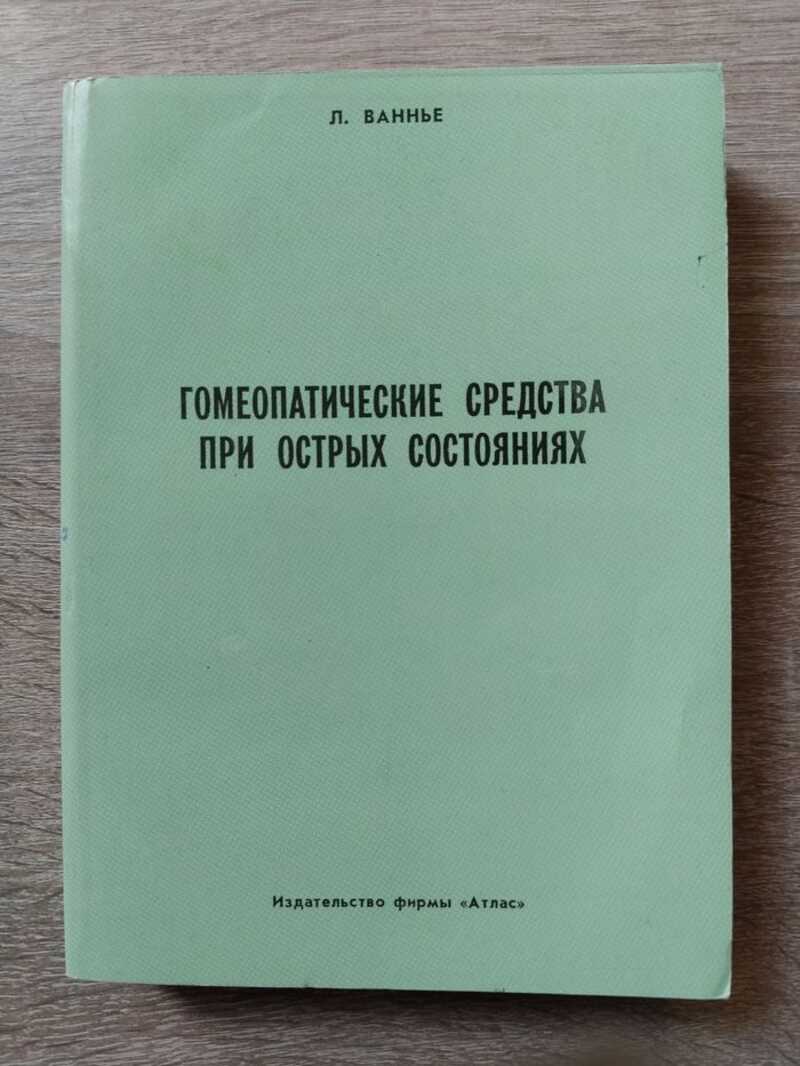 Л. ВАННЬЕ
ГОМЕОПАТИЧЕСКИЕ СРЕДСТВА
ПРИ ОСТРЫХ СОСТОЯНИЯХ
Издательство фирмы «Атлас»